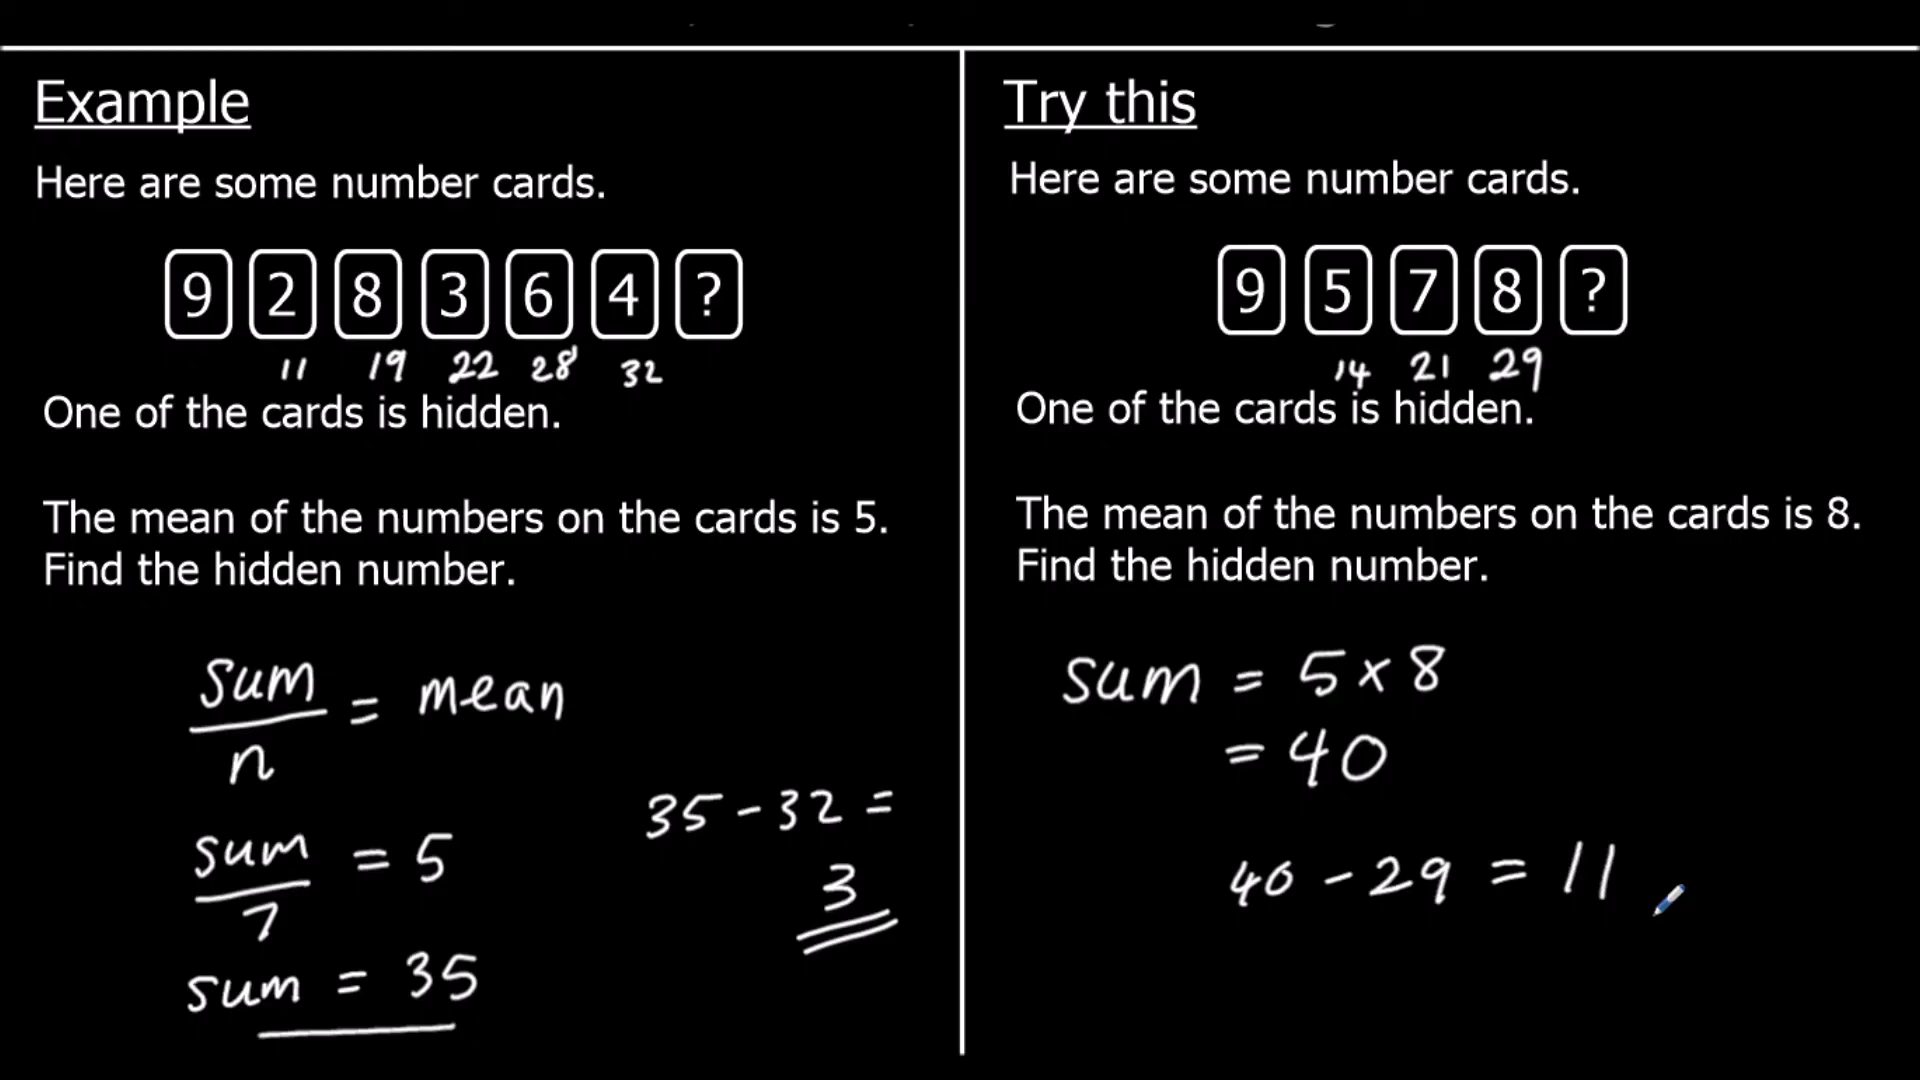 Example
Here are some number cards.
9 2 8 3 6 4 ?
11 19 22 28 32
One of the cards is hidden.
The mean of the numbers on the cards is 5.
Find the hidden number.
sum
n
= mean
sum
7
= 5
sum = 35
35 - 32 =
3
Try this
Here are some number cards.
9 5 7 8 ?
14 21 29
One of the cards is hidden.
The mean of the numbers on the cards is 8.
Find the hidden number.
sum = 5 × 8
= 40
40 - 29 = 11